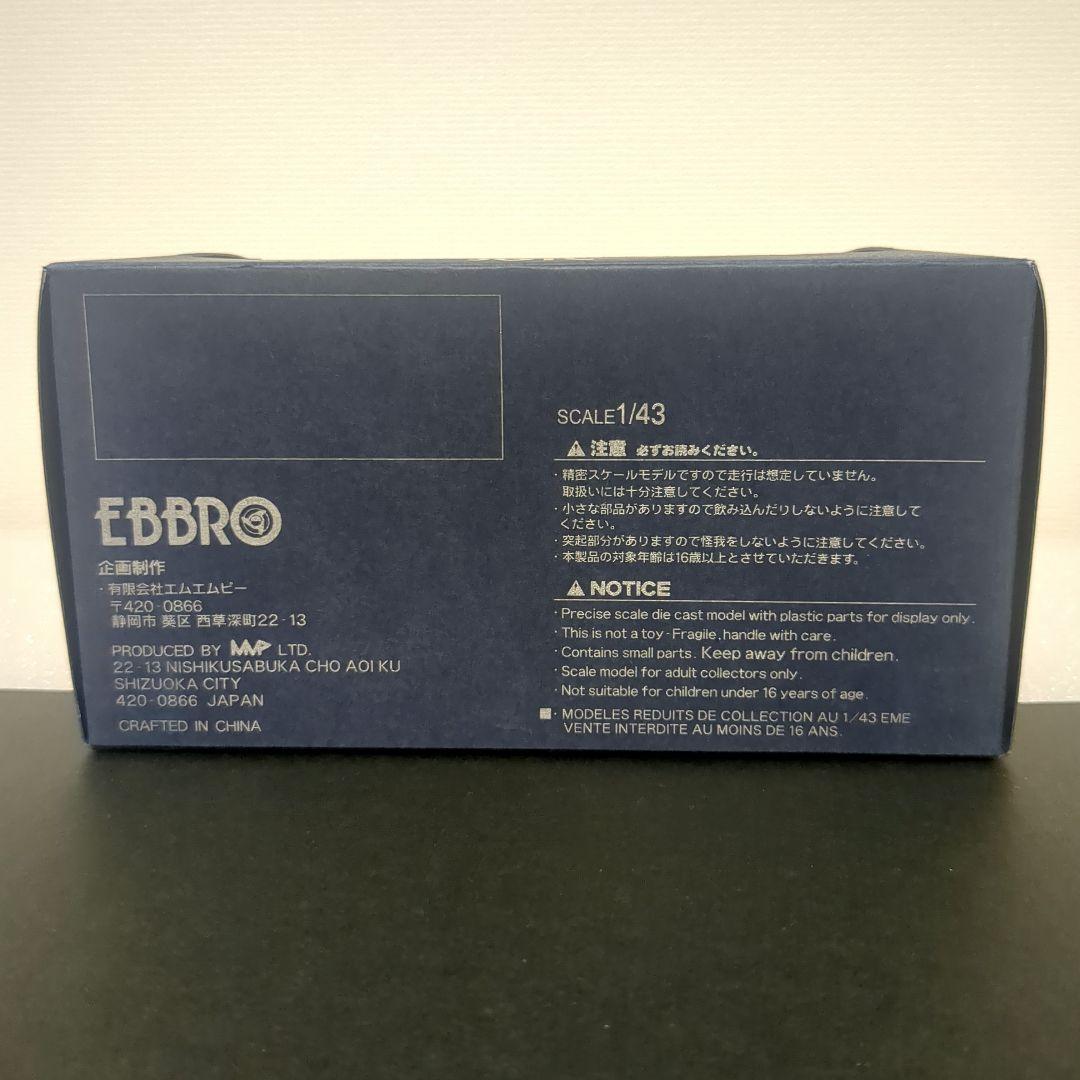 EBBRO
企画制作
・有限会社エムエムピー
〒420-0866
静岡市 葵区 西草深町22-13
PRODUCED BY MMP LTD.
22-13 NISHIKUSABUKA CHO AOI KU
SHIZUOKA CITY
420-0866 JAPAN
CRAFTED IN CHINA
SCALE1/43
注意 必ずお読みください。
・精密スケールモデルですので走行は想定していません。
取扱いには十分注意してください。
・小さな部品がありますので飲み込んだりしないように注意して
ください。
・突起部分がありますので怪我をしないように注意してください。
・本製品の対象年齢は16歳以上とさせていただきます。
NOTICE
・Precise scale die cast model with plastic parts for display only.
・This is not a toy-Fragile, handle with care.
・Contains small parts. Keep away from children.
・Scale model for adult collectors only.
・Not suitable for children under 16 years of age.
・MODELES REDUITS DE COLLECTION AU 1/43 EME
VENTE INTERDITE AU MOINS DE 16 ANS.